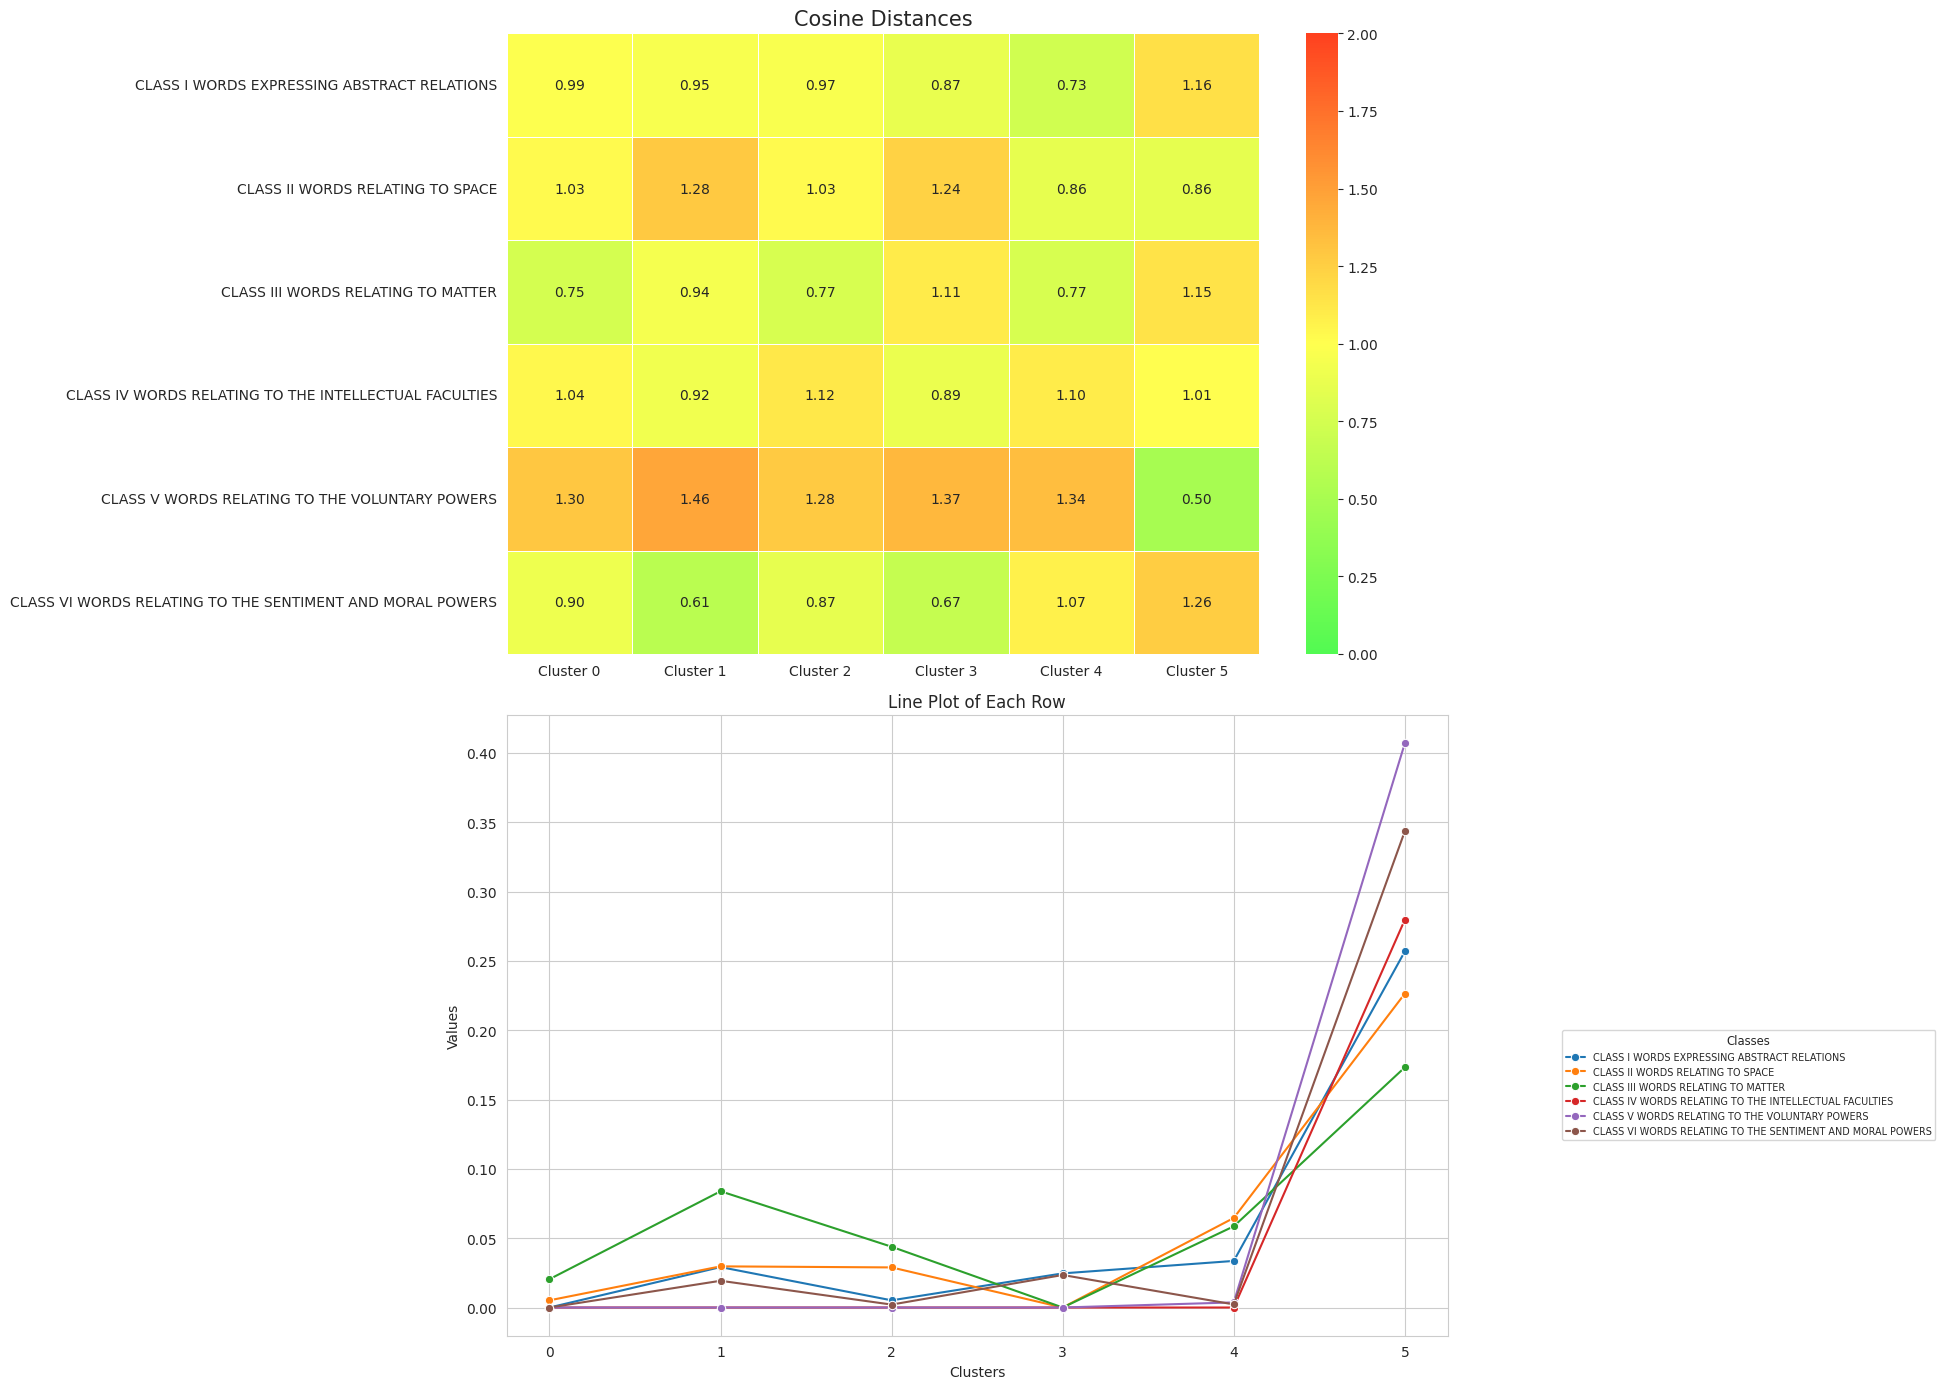 Cosine Distances
CLASS I WORDS EXPRESSING ABSTRACT RELATIONS 0.99 0.95 0.97 0.87 0.73 1.16
CLASS II WORDS RELATING TO SPACE 1.03 1.28 1.03 1.24 0.86 0.86
CLASS III WORDS RELATING TO MATTER 0.75 0.94 0.77 1.11 0.77 1.15
CLASS IV WORDS RELATING TO THE INTELLECTUAL FACULTIES 1.04 0.92 1.12 0.89 1.10 1.01
CLASS V WORDS RELATING TO THE VOLUNTARY POWERS 1.30 1.46 1.28 1.37 1.34 0.50
CLASS VI WORDS RELATING TO THE SENTIMENT AND MORAL POWERS 0.90 0.61 0.87 0.67 1.07 1.26
Cluster 0 Cluster 1 Cluster 2 Cluster 3 Cluster 4 Cluster 5
2.00
1.75
1.50
1.25
1.00
0.75
0.50
0.25
0.00
Line Plot of Each Row
Values
0.40
0.35
0.30
0.25
0.20
0.15
0.10
0.05
0.00
0 1 2 3 4 5
Clusters
Classes
CLASS I WORDS EXPRESSING ABSTRACT RELATIONS
CLASS II WORDS RELATING TO SPACE
CLASS III WORDS RELATING TO MATTER
CLASS IV WORDS RELATING TO THE INTELLECTUAL FACULTIES
CLASS V WORDS RELATING TO THE VOLUNTARY POWERS
CLASS VI WORDS RELATING TO THE SENTIMENT AND MORAL POWERS